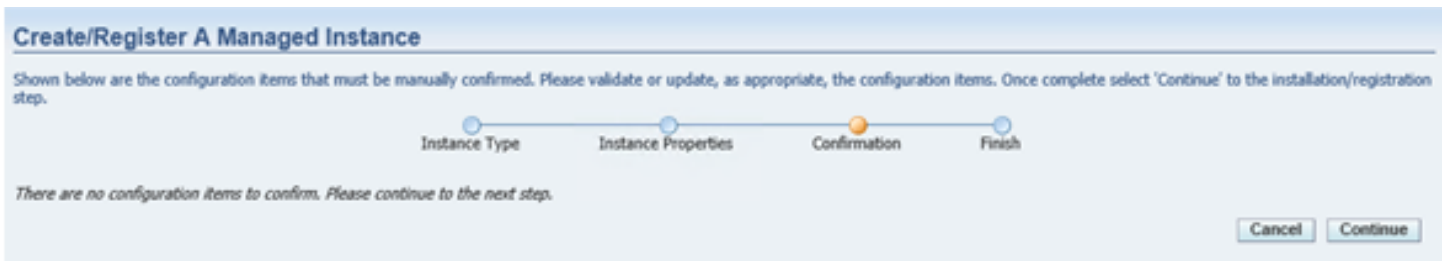 Create/Register A Managed Instance
Shown below are the configuration items that must be manually confirmed. Please validate or update, as appropriate, the configuration items. Once complete select 'Continue' to the installation/registration
step.
Instance Type Instance Properties Confirmation Finish
There are no configuration items to confirm. Please continue to the next step.
Cancel Continue